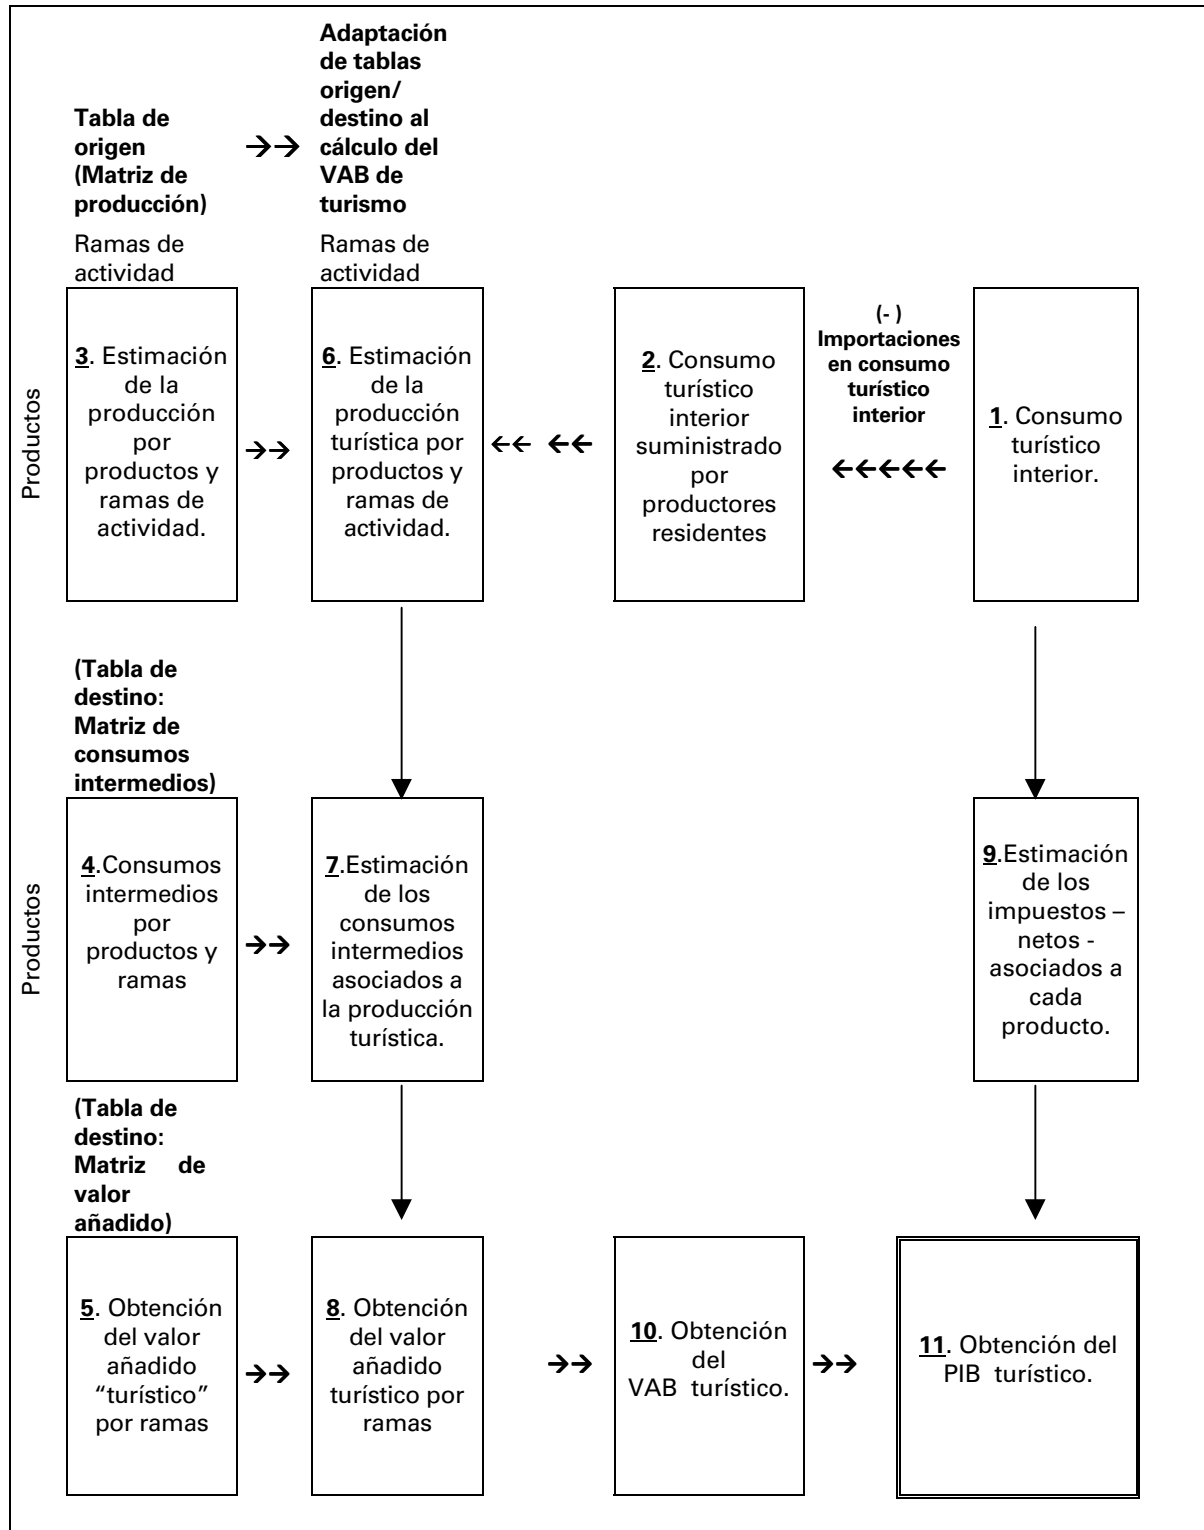 Adaptación
de tablas
origen/
destino al
cálculo del
VAB de
turismo
Tabla de
origen
(Matriz de
producción)
→→
Ramas de
actividad
Ramas de
actividad
Productos
3. Estimación
de la
producción
por
productos y
ramas de
actividad.
→→
6. Estimación
de la
producción
turística por
productos y
ramas de
actividad.
←← ←←
2. Consumo
turístico
interior
suministrado
por
productores
residentes
(- )
Importaciones
en consumo
turístico
interior
←←←←←
1. Consumo
turístico
interior.
(Tabla de
destino:
Matriz de
consumos
intermedios)
Productos
4.Consumos
intermedios
por
productos y
ramas
→→
7.Estimación
de los
consumos
intermedios
asociados a
la producción
turística.
9.Estimación
de los
impuestos –
netos -
asociados a
cada
producto.
(Tabla de
destino:
Matriz de
valor
añadido)
5. Obtención
del valor
añadido
“turístico”
por ramas
→→
8. Obtención
del valor
añadido
turístico por
ramas
→→
10. Obtención
del
VAB turístico.
→→
11. Obtención del
PIB turístico.